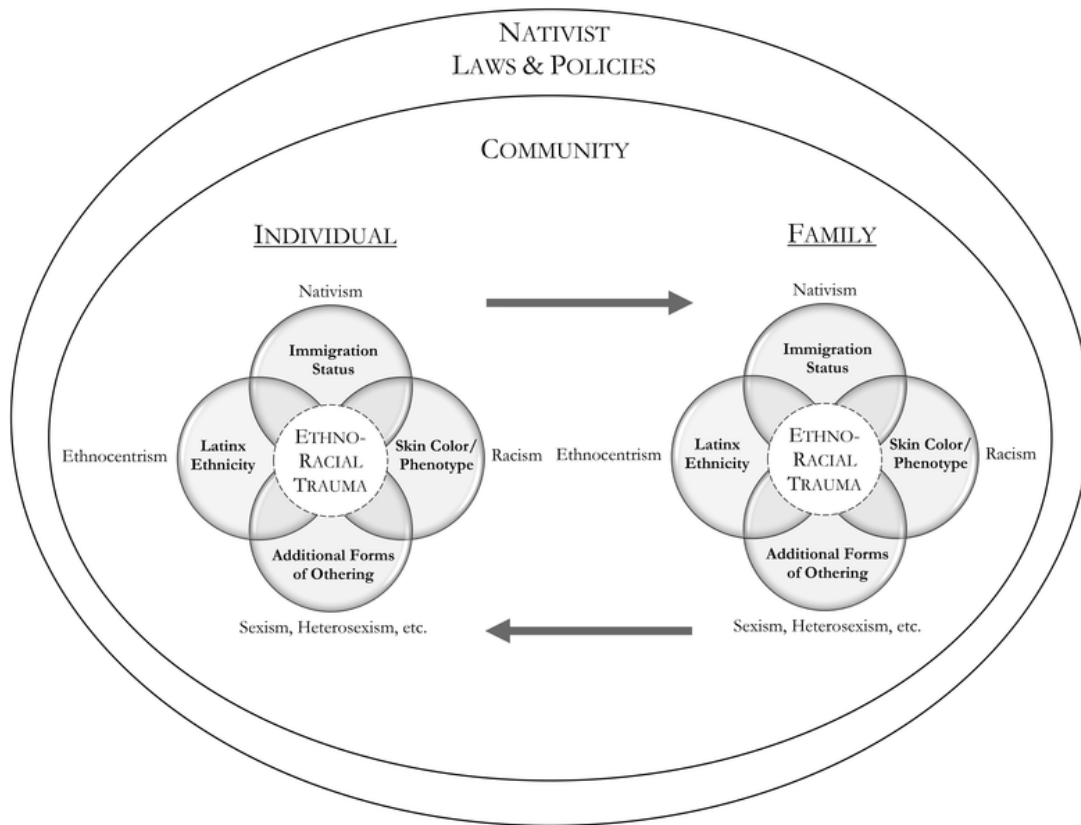 NATIVIST
LAWS & POLICIES
COMMUNITY
INDIVIDUAL
FAMILY
Nativism
Nativism
Immigration
Status
Immigration
Status
Ethnocentrism
Latinx
Ethnicity
ETHNO-
RACIAL
TRAUMA
Skin Color/
Phenotype
Racism
Ethnocentrism
Latinx
Ethnicity
ETHNO-
RACIAL
TRAUMA
Skin Color/
Phenotype
Racism
Additional Forms
of Othering
Additional Forms
of Othering
Sexism, Heterosexism, etc.
Sexism, Heterosexism, etc.